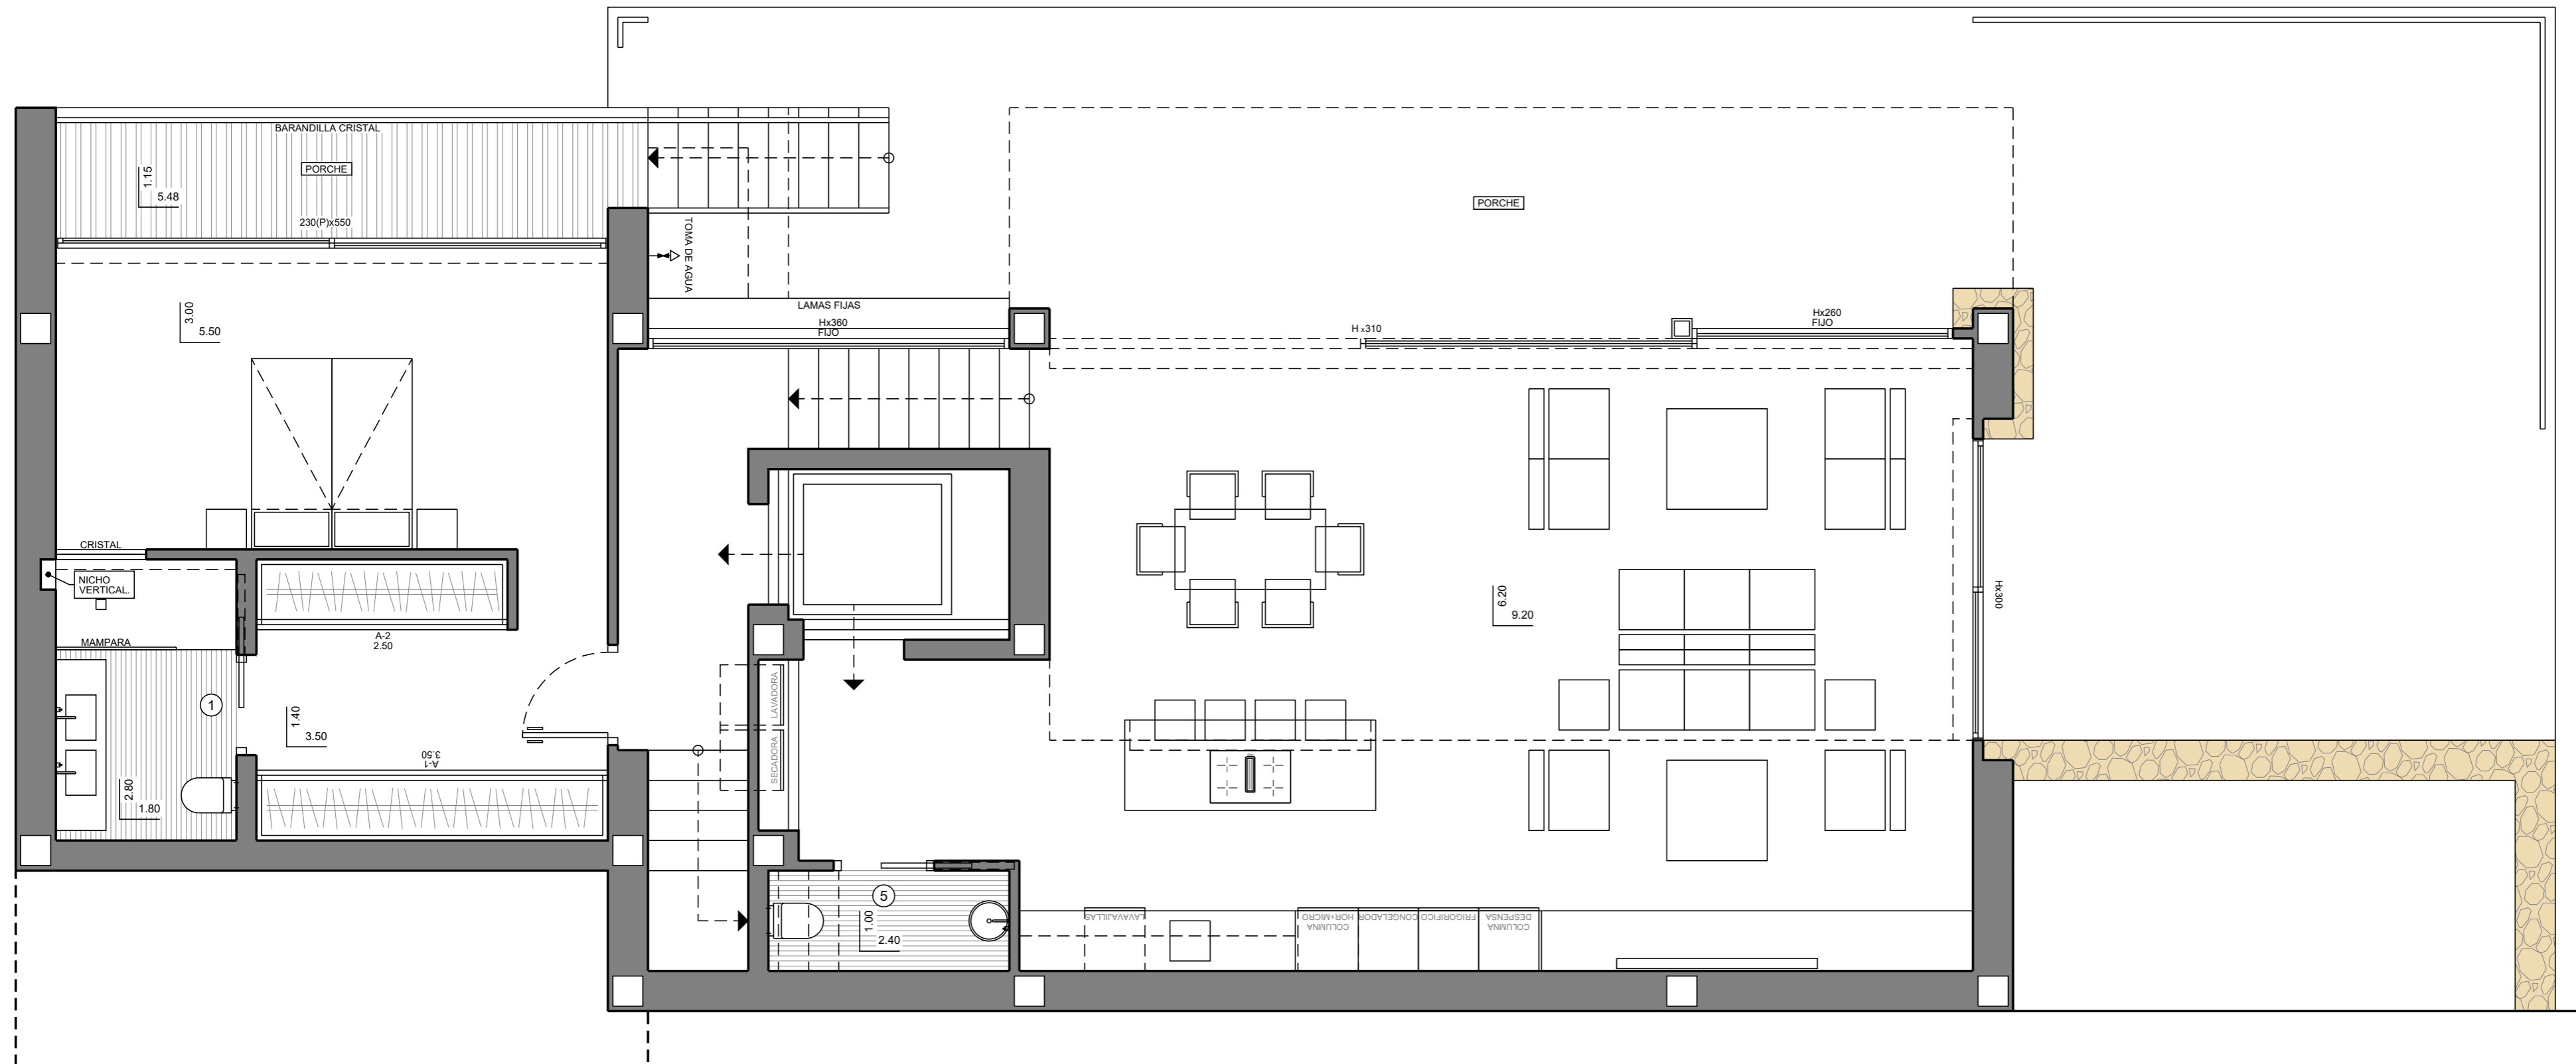 BARANDILLA CRISTAL
PORCHE
1.15
5.48
230(P)x550
TOMA DE AGUA
PORCHE
LAMAS FIJAS
Hx360
FIJO
H x310
Hx260
FIJO
3.00
5.50
CRISTAL
NICHO
VERTICAL.
MAMPARA
A-2
2.50
6.20
9.20
Hx300
1
1.40
3.50
A-1
3.50
2.80
1.80
LAVADORA
SECADORA
5
1.00
2.40
LAVAVAJILLAS
COLUMNA
HOR+MICRO
CONGELADOR
FRIGORIFICO
COLUMNA
DESPENSA